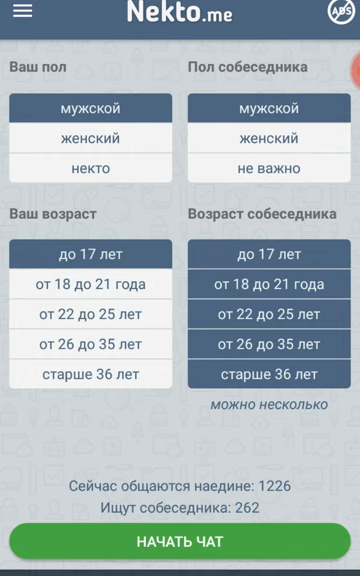 Nekto.me
ADS
Ваш пол
Пол собеседника
мужской
мужской
женский
женский
некто
не важно
Ваш возраст
Возраст собеседника
до 17 лет
до 17 лет
от 18 до 21 года
от 18 до 21 года
от 22 до 25 лет
от 22 до 25 лет
от 26 до 35 лет
от 26 до 35 лет
старше 36 лет
старше 36 лет
можно несколько
Сейчас общаются наедине: 1226
Ищут собеседника: 262
НАЧАТЬ ЧАТ